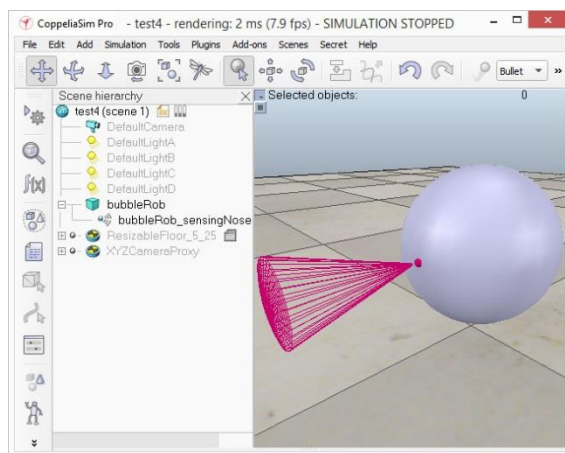 CoppeliaSim Pro - test4 - rendering: 2 ms (7.9 fps) - SIMULATION STOPPED
File Edit Add Simulation Tools Plugins Add-ons Scenes Secret Help
Bullet »
Scene hierarchy
Selected objects: 0
test4 (scene 1)
DefaultCamera
DefaultLightA
DefaultLightB
DefaultLightC
DefaultLightD
bubbleRob
bubbleRob_sensingNose
ResizableFloor_5_25
XYZCameraProxy
f(x)